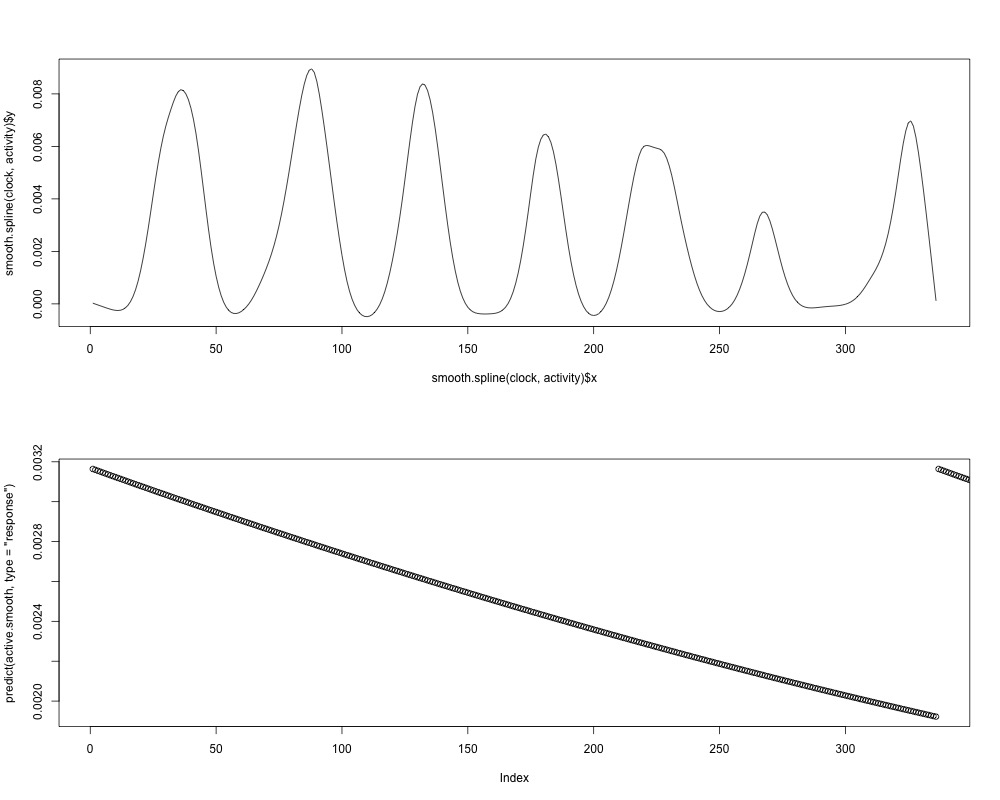 smooth.spline(clock, activity)$y
0.008
0.006
0.004
0.002
0.000
0 50 100 150 200 250 300
smooth.spline(clock, activity)$x
predict(active.smooth, type = "response")
0.0032
0.0028
0.0024
0.0020
0 50 100 150 200 250 300
Index